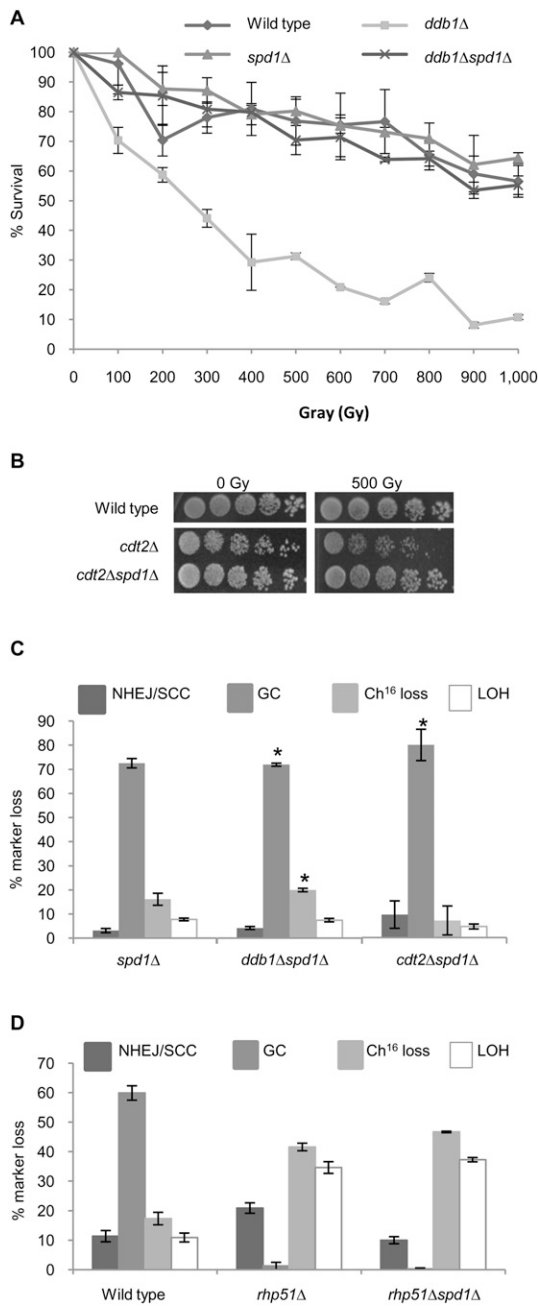 A
Wild type
ddb1Δ
spd1Δ
ddb1Δspd1Δ
% Survival
100
90
80
70
60
50
40
30
20
10
0
0 100 200 300 400 500 600 700 800 900 1,000
Gray (Gy)
B
0 Gy 500 Gy
Wild type
cdt2Δ
cdt2Δspd1Δ
C
NHEJ/SCC GC Ch16 loss LOH
% marker loss
90
80
70
60
50
40
30
20
10
0
* * *
spd1Δ ddb1Δspd1Δ cdt2Δspd1Δ
D
NHEJ/SCC GC Ch16 loss LOH
% marker loss
70
60
50
40
30
20
10
0
Wild type rhp51Δ rhp51Δspd1Δ